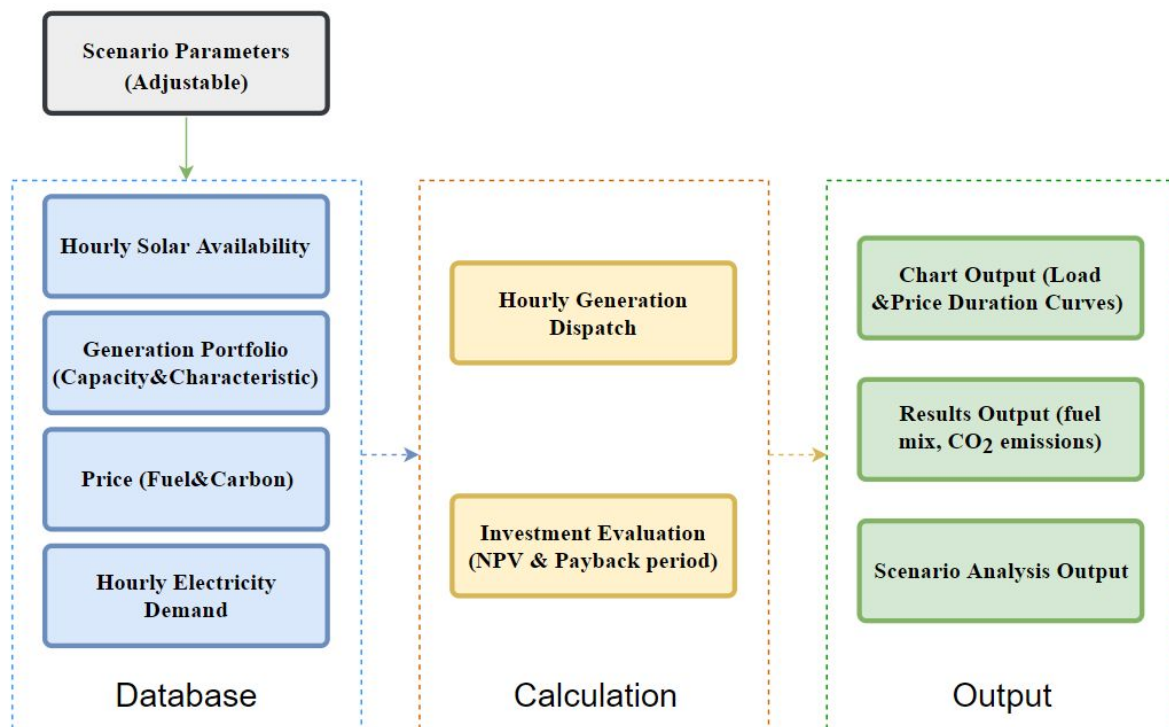 Scenario Parameters
(Adjustable)
Hourly Solar Availability
Generation Portfolio
(Capacity&Characteristic)
Price (Fuel&Carbon)
Hourly Electricity
Demand
Database
Hourly Generation
Dispatch
Investment Evaluation
(NPV & Payback period)
Calculation
Chart Output (Load
&Price Duration Curves)
Results Output (fuel
mix, CO₂ emissions)
Scenario Analysis Output
Output